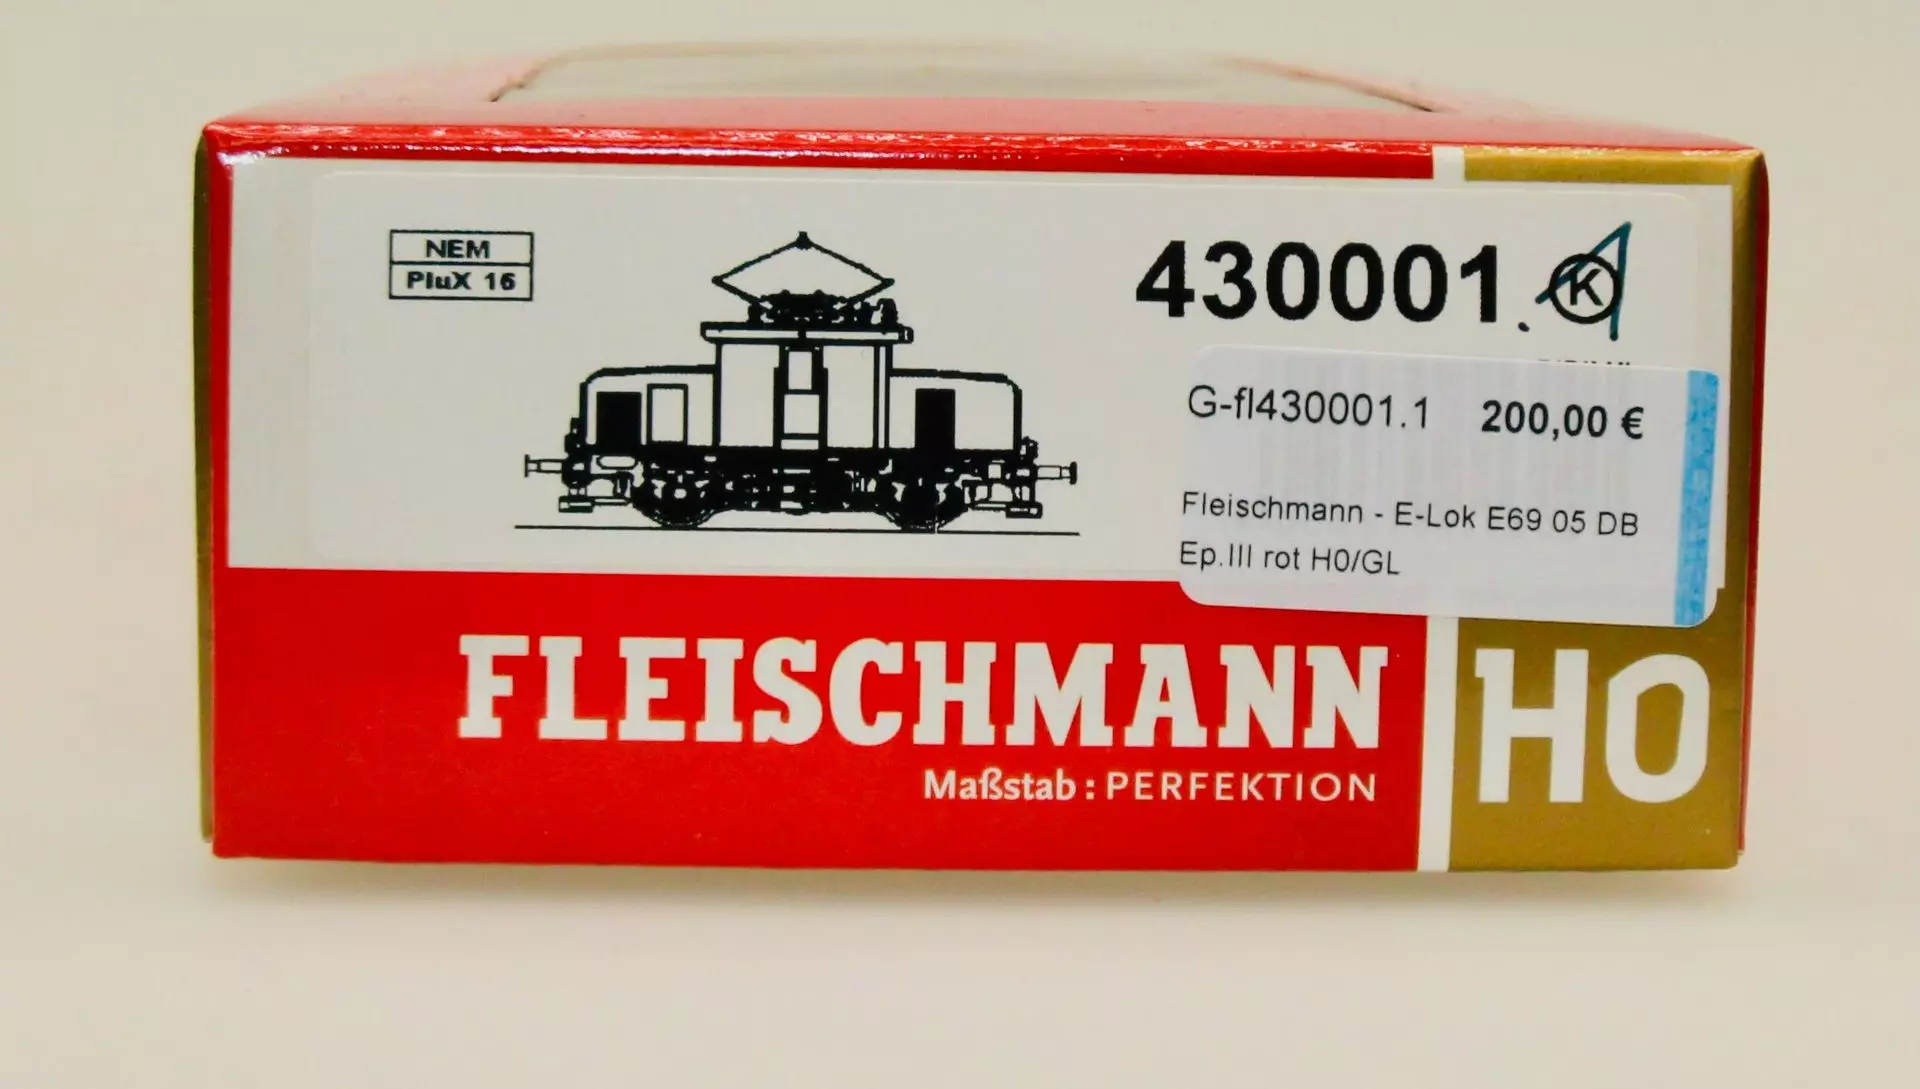 NEM
PluX 16
430001. K
G-fl430001.1 200,00 €
Fleischmann - E-Lok E69 05 DB
Ep.III rot H0/GL
FLEISCHMANN
Maßstab : PERFEKTION
HO